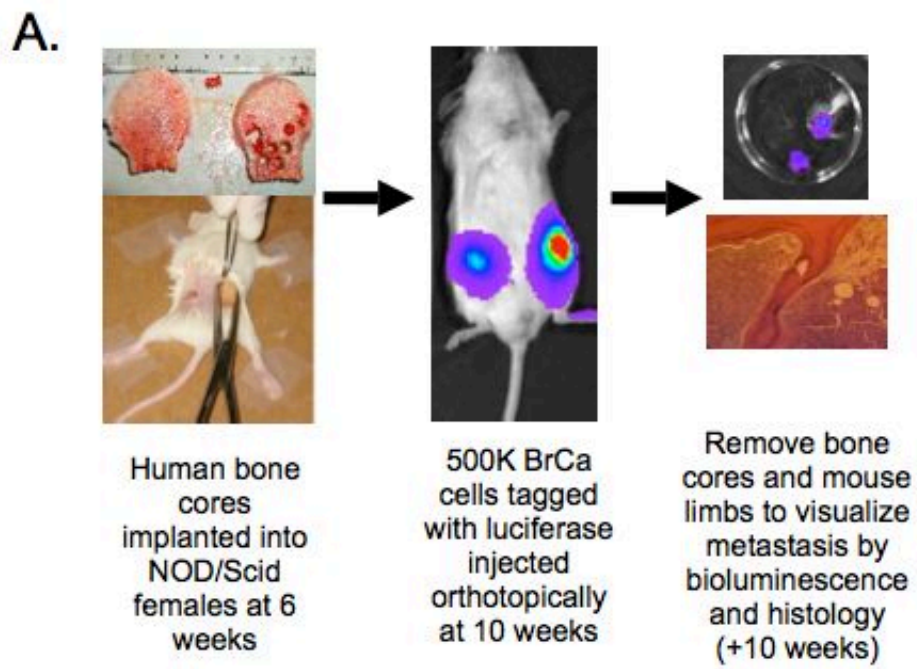 A.
Human bone
cores
implanted into
NOD/Scid
females at 6
weeks
500K BrCa
cells tagged
with luciferase
injected
orthotopically
at 10 weeks
Remove bone
cores and mouse
limbs to visualize
metastasis by
bioluminescence
and histology
(+10 weeks)